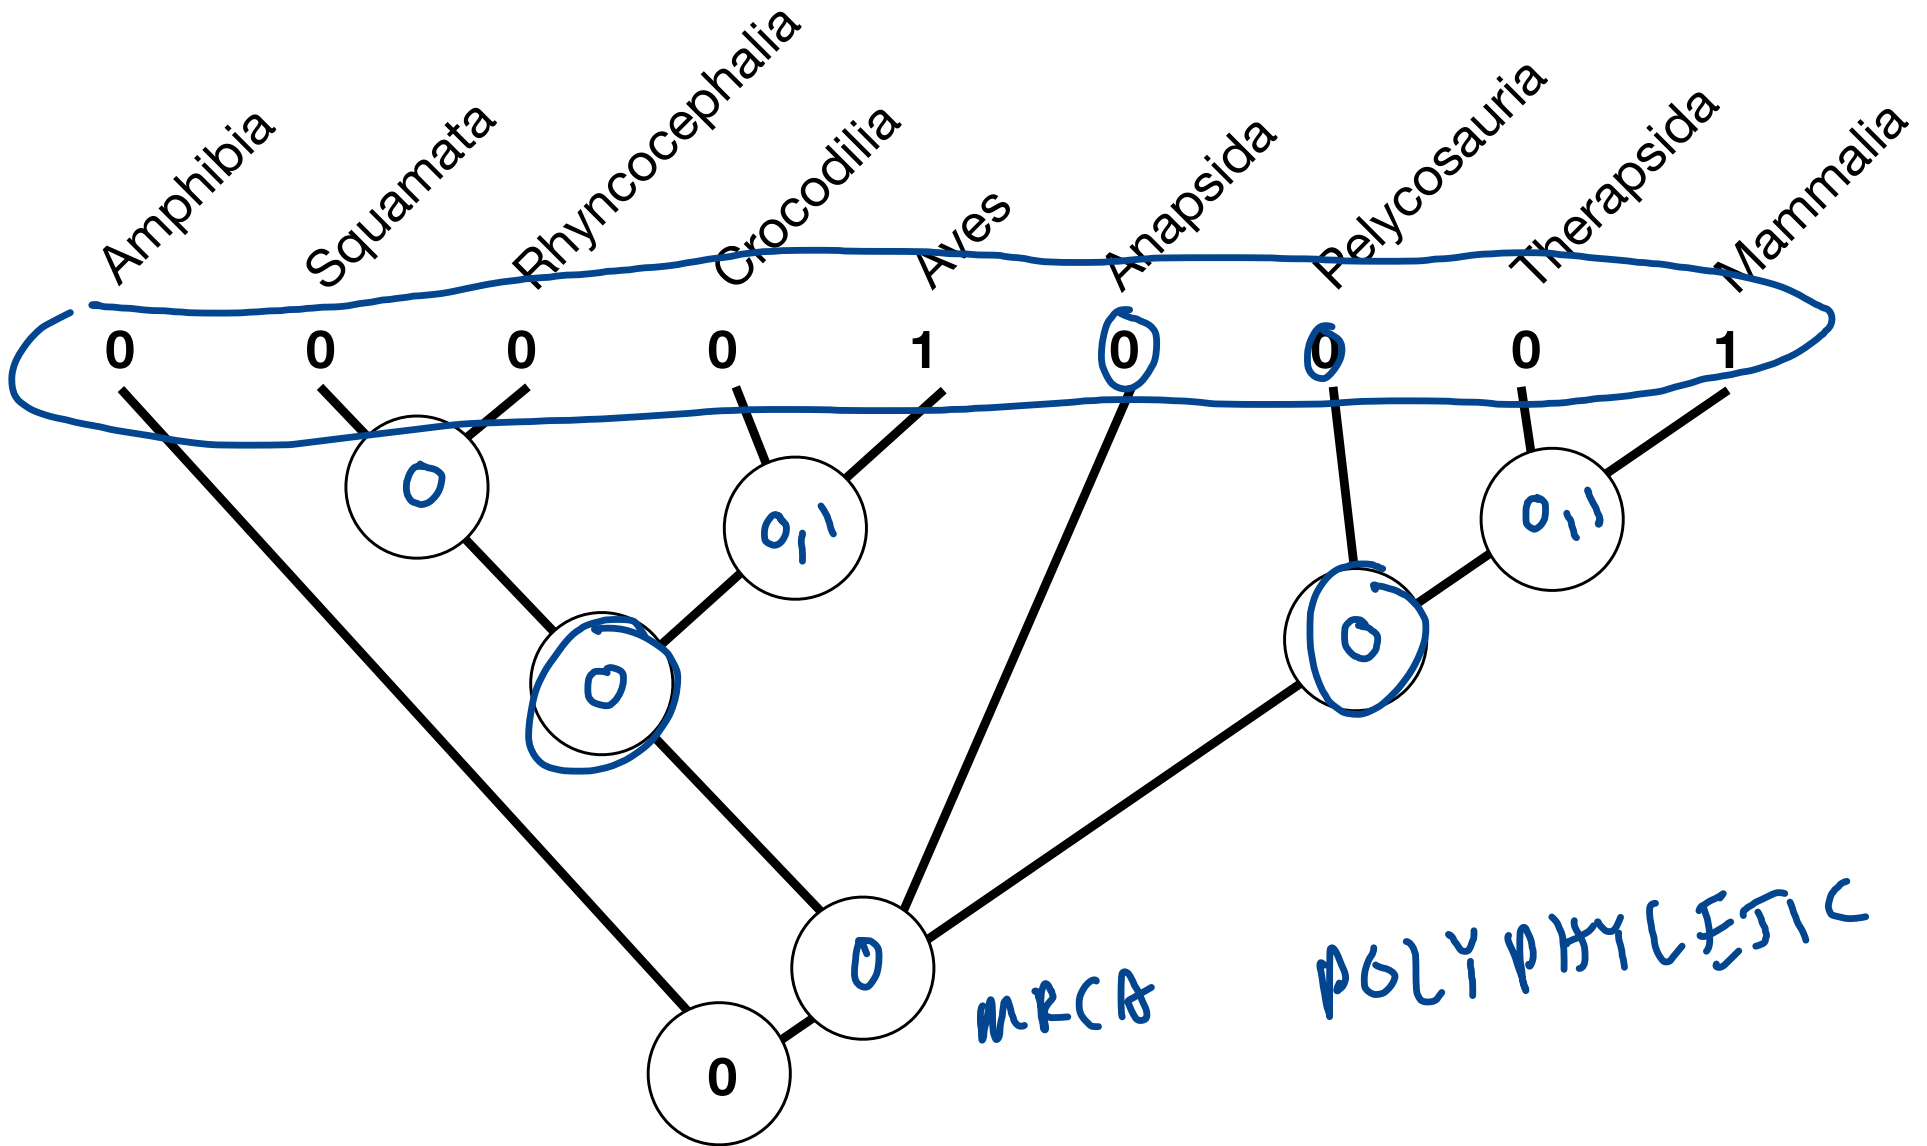 Amphibia
Squamata
Rhyncocephalia
Crocodilia
Aves
Anapsida
Pelycosauria
Therapsida
Mammalia
0 0 0 0 1 0 0 0 1
0
0,1
0,1
0
0
0
MRCA
POLYPHYLETIC
0